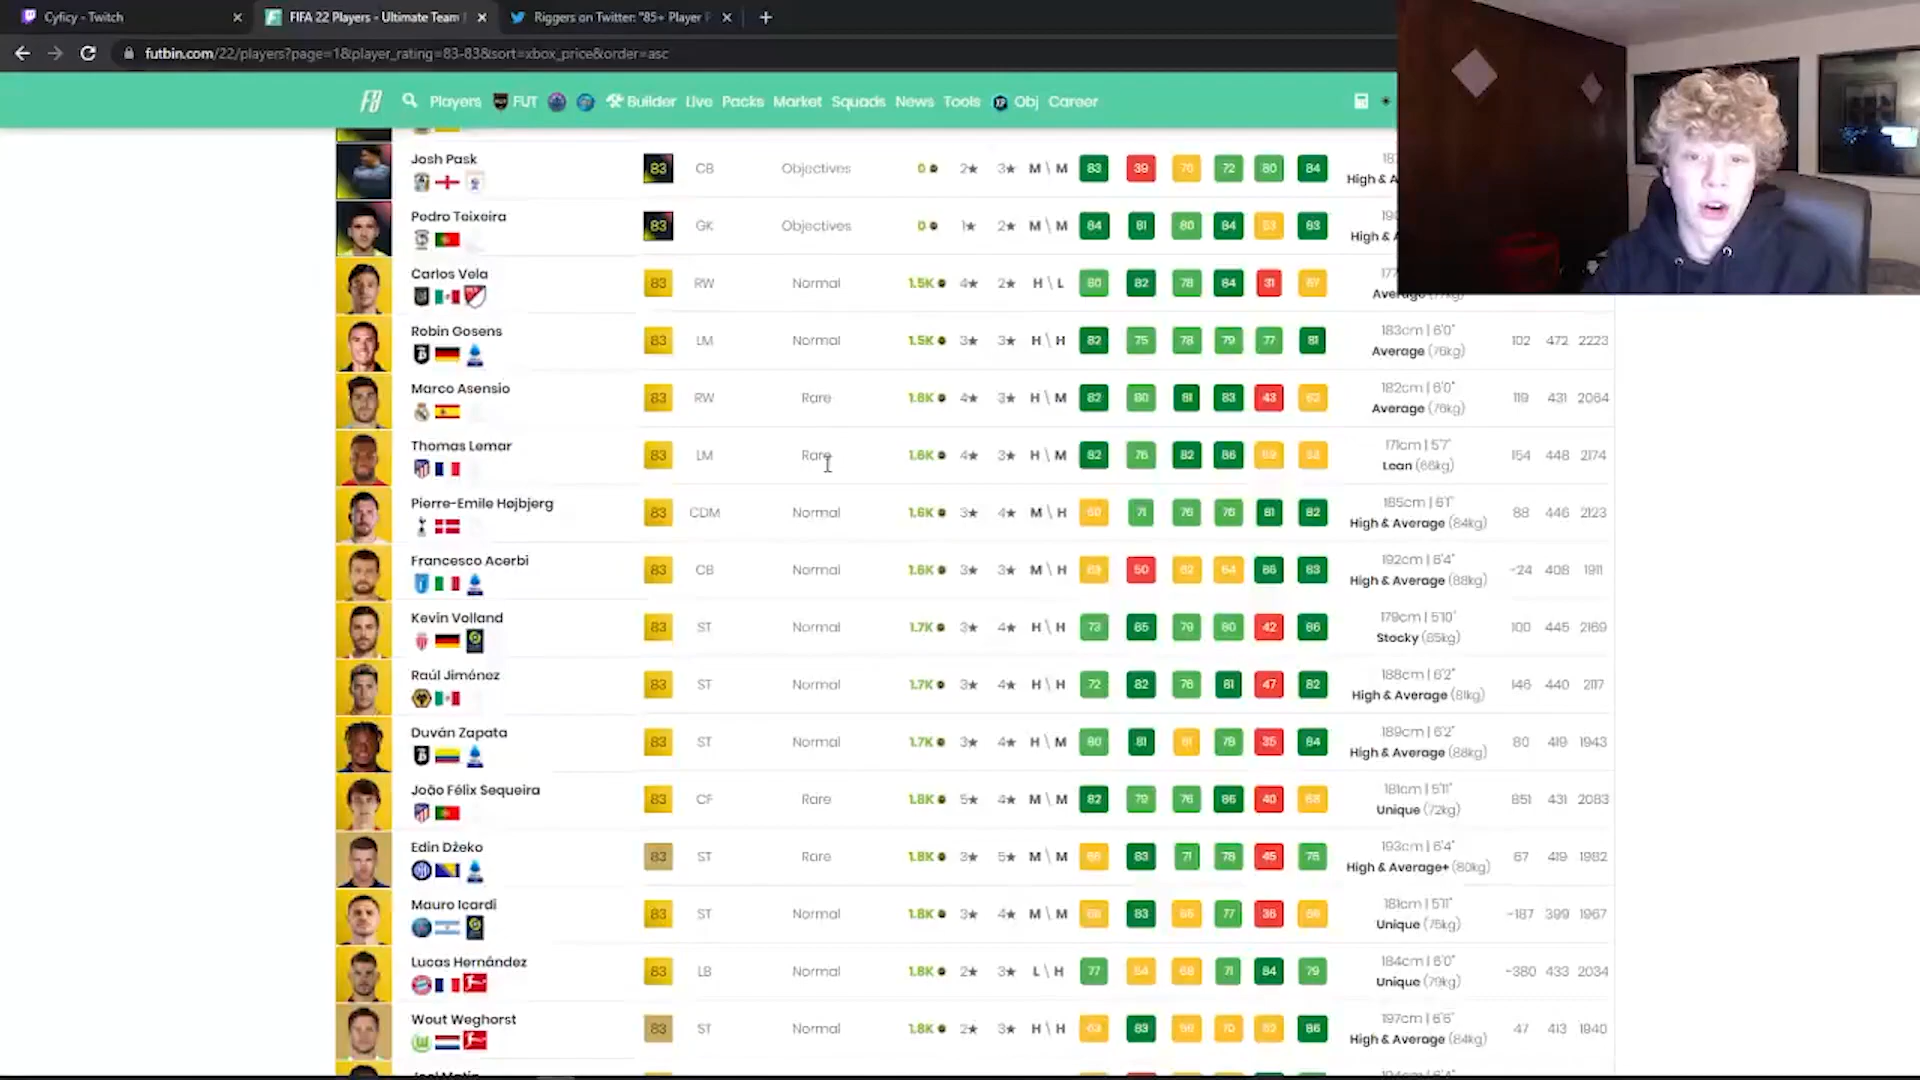 Cyficy - Twitch
FIFA 22 Players - Ultimate Team
Riggers on Twitter: "85+ Player P
futbin.com/22/players?page=1&player_rating=83-83&sort=xbox_price&order=asc
Players FUT Builder Live Packs Market Squads News Tools Obj Career
Josh Pask 83 CB Objectives 0 2★ 3★ M \ M 83 39 70 72 80 84
High & A
Pedro Teixeira 83 GK Objectives 0 1★ 2★ M \ M 84 81 80 84 53 83
High & A
Carlos Vela 83 RW Normal 1.5K 4★ 2★ H \ L 80 82 78 84 31 67
Average
Robin Gosens 83 LM Normal 1.5K 3★ 3★ H \ H 82 75 78 79 77 81 183cm | 6'0" 102 472 2223
Average (76kg)
Marco Asensio 83 RW Rare 1.6K 4★ 3★ H \ M 82 80 81 83 43 62 182cm | 6'0" 119 431 2064
Average (76kg)
Thomas Lemar 83 LM Rare 1.6K 4★ 3★ H \ M 82 76 82 86 171cm | 5'7" 154 448 2174
Lean (66kg)
Pierre-Emile Højbjerg 83 CDM Normal 1.6K 3★ 4★ M \ H 71 76 76 81 82 185cm | 6'1" 88 446 2123
High & Average (84kg)
Francesco Acerbi 83 CB Normal 1.6K 3★ 3★ M \ H 50 62 64 86 83 192cm | 6'4" -24 408 1911
High & Average (88kg)
Kevin Volland 83 ST Normal 1.7K 3★ 4★ H \ H 73 85 79 80 42 86 179cm | 5'10" 100 445 2169
Stocky (85kg)
Raúl Jiménez 83 ST Normal 1.7K 3★ 4★ H \ H 72 82 76 81 47 82 188cm | 6'2" 146 440 2117
High & Average (81kg)
Duván Zapata 83 ST Normal 1.7K 3★ 4★ H \ M 80 81 61 78 35 84 189cm | 6'2" 80 419 1943
High & Average (88kg)
João Félix Sequeira 83 CF Rare 1.8K 5★ 4★ M \ M 82 79 76 86 40 181cm | 5'11" 851 431 2083
Unique (72kg)
Edin Džeko 83 ST Rare 1.8K 3★ 5★ M \ M 66 83 71 78 45 76 193cm | 6'4" 67 419 1982
High & Average+ (80kg)
Mauro Icardi 83 ST Normal 1.8K 3★ 4★ M \ M 83 77 36 181cm | 5'11" -187 399 1967
Unique (75kg)
Lucas Hernández 83 LB Normal 1.8K 2★ 3★ L \ H 77 54 68 71 84 79 184cm | 6'0" -380 433 2034
Unique (79kg)
Wout Weghorst 83 ST Normal 1.8K 2★ 3★ H \ H 63 83 70 86 197cm | 6'6" 47 413 1940
High & Average (84kg)